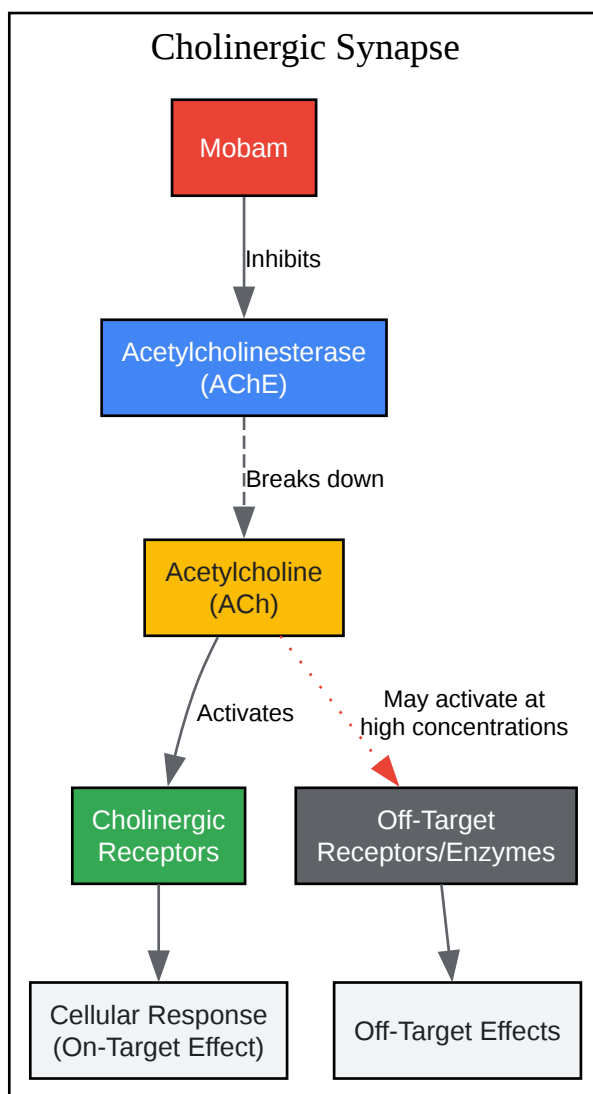 Cholinergic Synapse
Mobam
Inhibits
Acetylcholinesterase
(AChE)
Breaks down
Acetylcholine
(ACh)
Activates
May activate at
high concentrations
Cholinergic
Receptors
Off-Target
Receptors/Enzymes
Cellular Response
(On-Target Effect)
Off-Target Effects